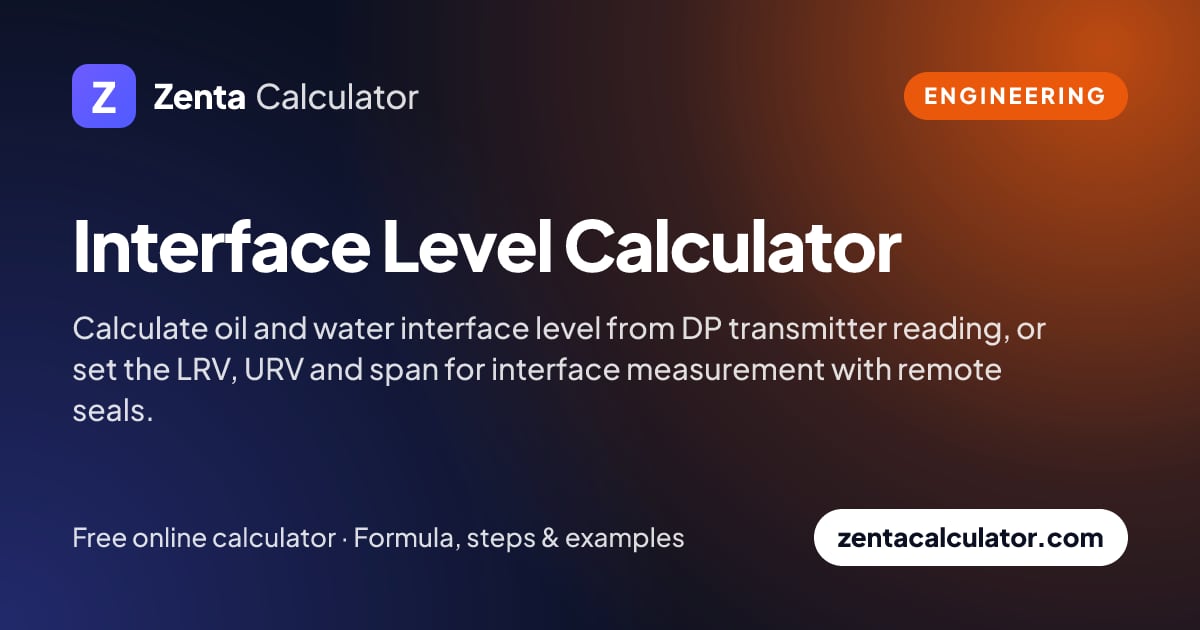 Z Zenta Calculator
ENGINEERING
Interface Level Calculator
Calculate oil and water interface level from DP transmitter reading, or
set the LRV, URV and span for interface measurement with remote
seals.
Free online calculator · Formula, steps & examples
zentacalculator.com